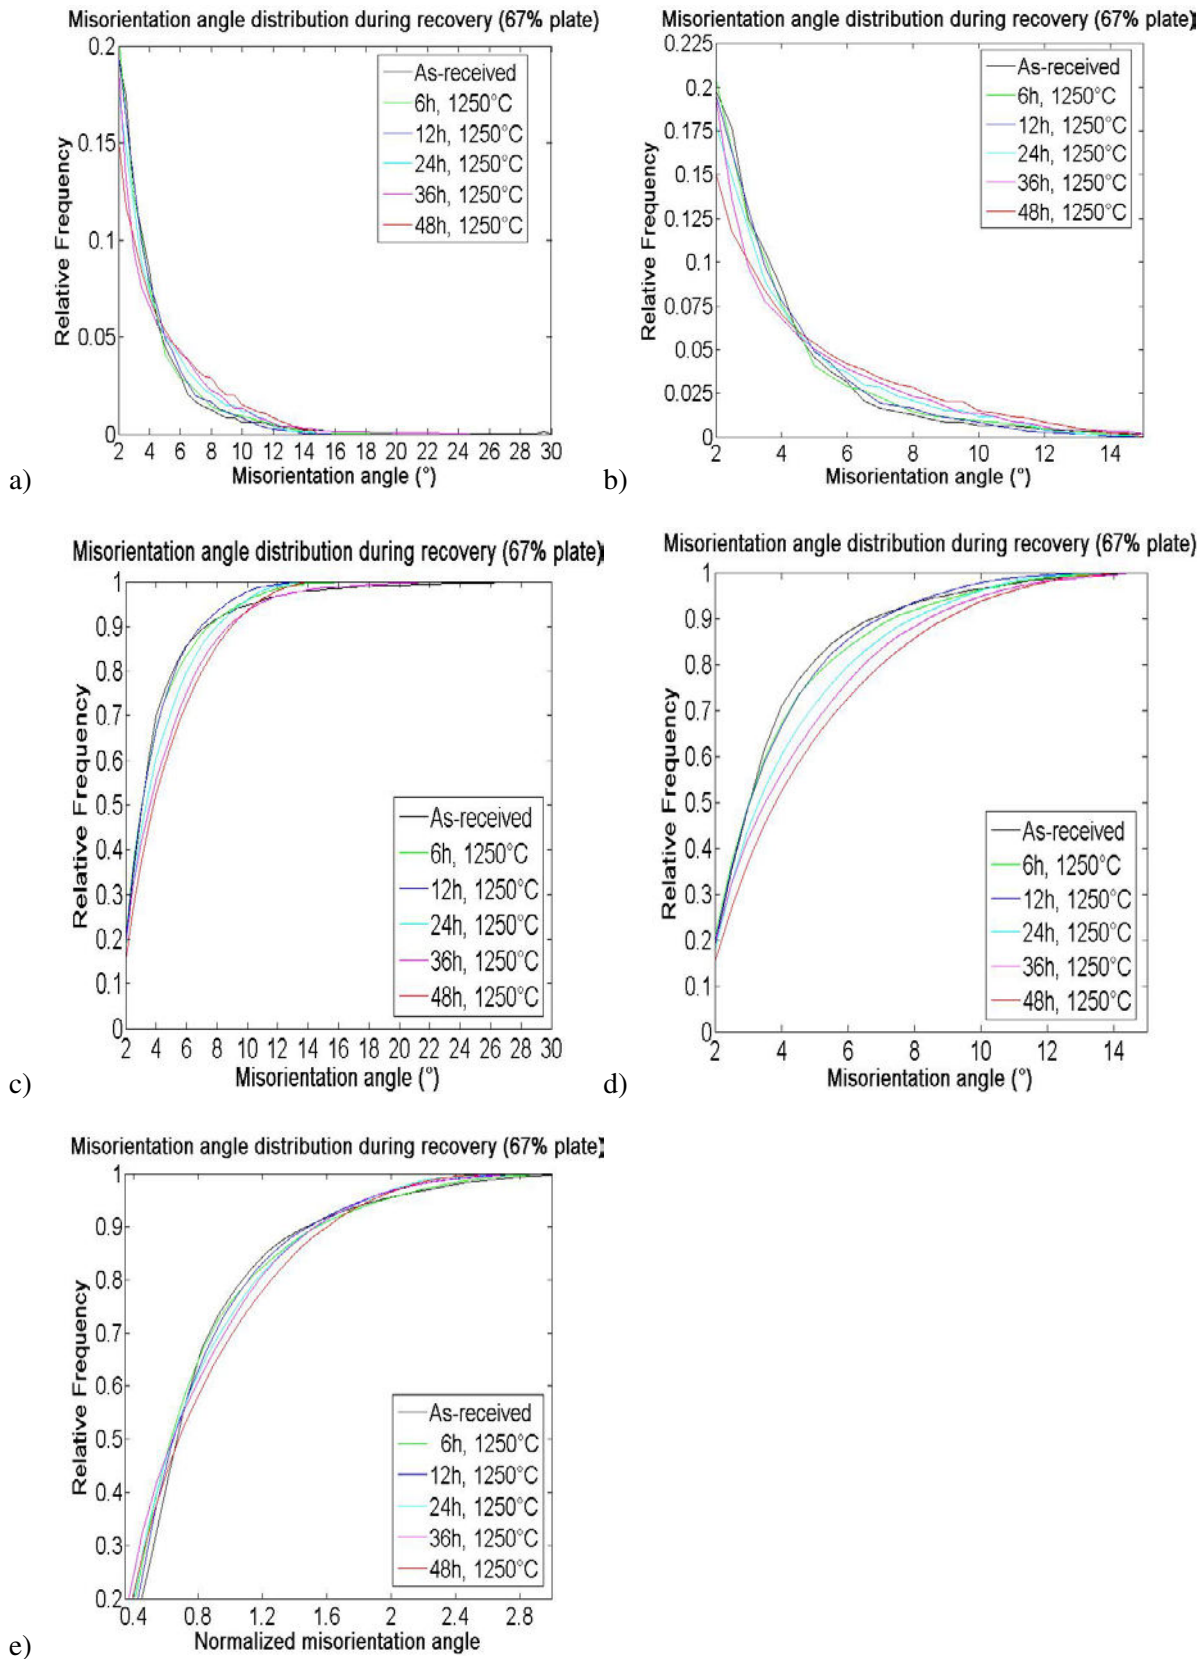 Misorientation angle distribution during recovery (67% plate)
Relative Frequency
0.2
0.15
0.1
0.05
0
As-received
6h, 1250°C
12h, 1250°C
24h, 1250°C
36h, 1250°C
48h, 1250°C
2 4 6 8 10 12 14 16 18 20 22 24 26 28 30
Misorientation angle (°)
a)
Misorientation angle distribution during recovery (67% plate)
Relative Frequency
0.225
0.2
0.175
0.15
0.125
0.1
0.075
0.05
0.025
0
As-received
6h, 1250°C
12h, 1250°C
24h, 1250°C
36h, 1250°C
48h, 1250°C
2 4 6 8 10 12 14
Misorientation angle (°)
b)
Misorientation angle distribution during recovery (67% plate)
Relative Frequency
1
0.9
0.8
0.7
0.6
0.5
0.4
0.3
0.2
0.1
0
As-received
6h, 1250°C
12h, 1250°C
24h, 1250°C
36h, 1250°C
48h, 1250°C
2 4 6 8 10 12 14 16 18 20 22 24 26 28 30
Misorientation angle (°)
c)
Misorientation angle distribution during recovery (67% plate)
Relative Frequency
1
0.9
0.8
0.7
0.6
0.5
0.4
0.3
0.2
0.1
0
As-received
6h, 1250°C
12h, 1250°C
24h, 1250°C
36h, 1250°C
48h, 1250°C
2 4 6 8 10 12 14
Misorientation angle (°)
d)
Misorientation angle distribution during recovery (67% plate)
Relative Frequency
1
0.9
0.8
0.7
0.6
0.5
0.4
0.3
0.2
As-received
6h, 1250°C
12h, 1250°C
24h, 1250°C
36h, 1250°C
48h, 1250°C
0.4 0.8 1.2 1.6 2 2.4 2.8
Normalized misorientation angle
e)